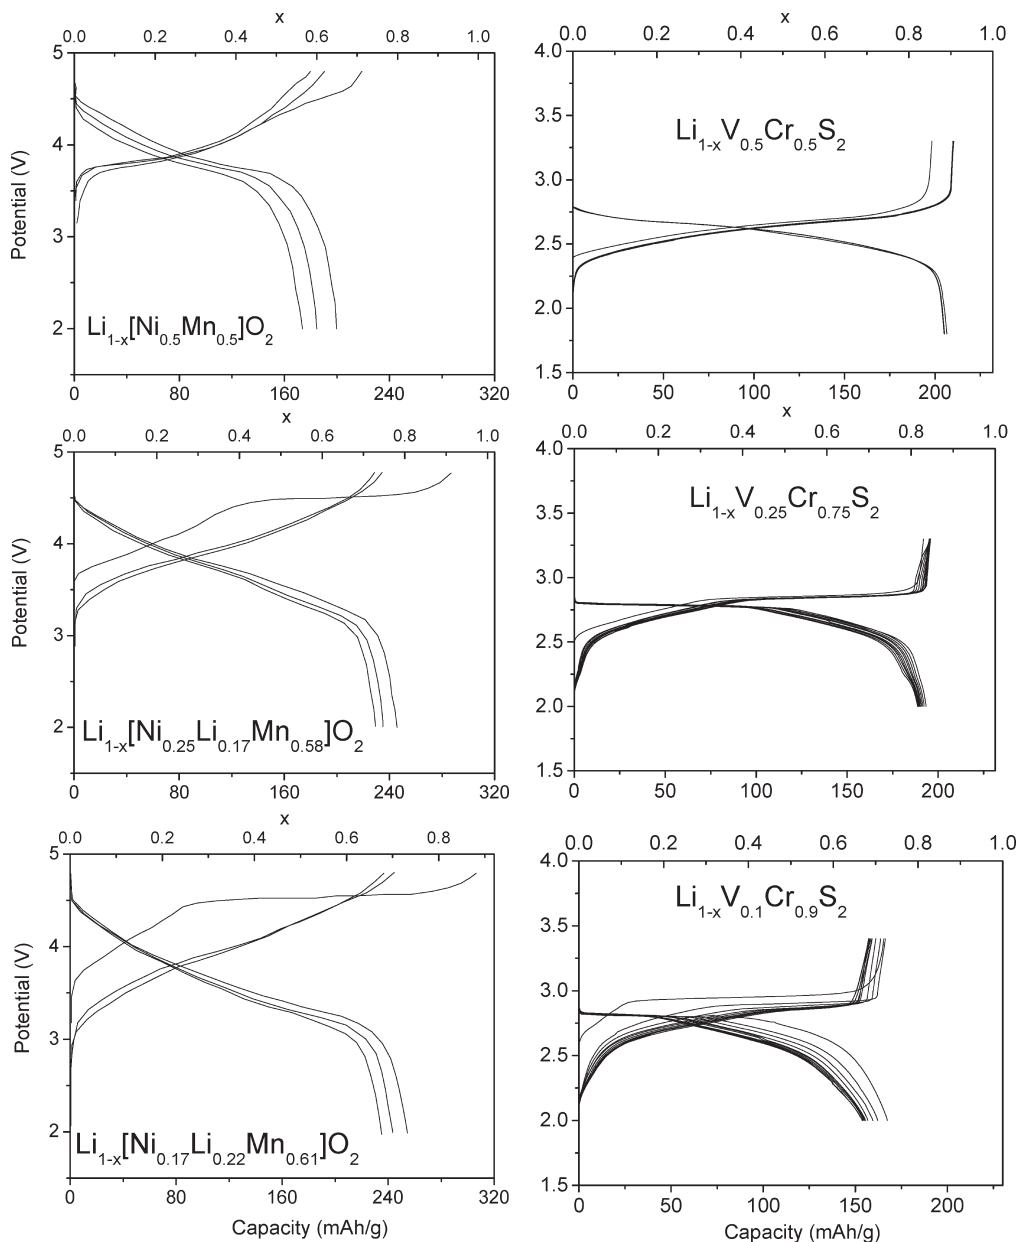 x
0.0 0.2 0.4 0.6 0.8 1.0
5
4
3
2
Potential (V)
Li1-x[Ni0.5Mn0.5]O2
0 80 160 240 320
x
0.0 0.2 0.4 0.6 0.8 1.0
4.0
3.5
3.0
2.5
2.0
1.5
Li1-xV0.5Cr0.5S2
0 50 100 150 200
x
0.0 0.2 0.4 0.6 0.8 1.0
5
4
3
2
Potential (V)
Li1-x[Ni0.25Li0.17Mn0.58]O2
0 80 160 240 320
x
0.0 0.2 0.4 0.6 0.8 1.0
4.0
3.5
3.0
2.5
2.0
1.5
Li1-xV0.25Cr0.75S2
0 50 100 150 200
x
0.0 0.2 0.4 0.6 0.8
5
4
3
2
Potential (V)
Li1-x[Ni0.17Li0.22Mn0.61]O2
0 80 160 240 320
Capacity (mAh/g)
x
0.0 0.2 0.4 0.6 0.8 1.0
4.0
3.5
3.0
2.5
2.0
1.5
Li1-xV0.1Cr0.9S2
0 50 100 150 200
Capacity (mAh/g)